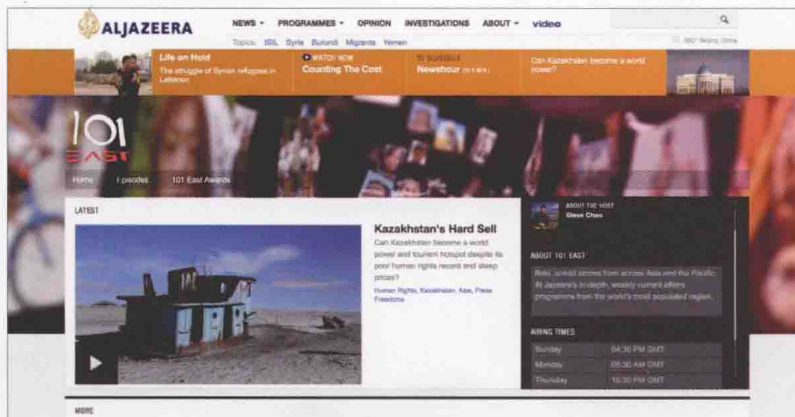 ALJAZEERA
NEWS PROGRAMMES OPINION INVESTIGATIONS ABOUT video
Topics: ISIL Syria Burundi Migrants Yemen
Life on Hold
The struggle of Syrian refugees in
Lebanon
WATCH NOW
Counting The Cost
TV SCHEDULE
Newshour
Can Kazakhstan become a world
power?
101
EAST
Home Episodes 101 East Awards
LATEST
Kazakhstan's Hard Sell
Can Kazakhstan become a world
power and tourism hotspot despite its
poor human rights record and steep
prices?
Human Rights, Kazakhstan, Asia, Press
Freedoms
ABOUT THE HOST
Steve Chao
ABOUT 101 EAST
Bold, untold stories from across Asia and the Pacific.
Al Jazeera's in-depth, weekly current affairs
programme from the world's most populated region.
AIRING TIMES
Sunday 04:30 PM GMT
Monday 05:30 AM GMT
Thursday 10:30 PM GMT
MORE